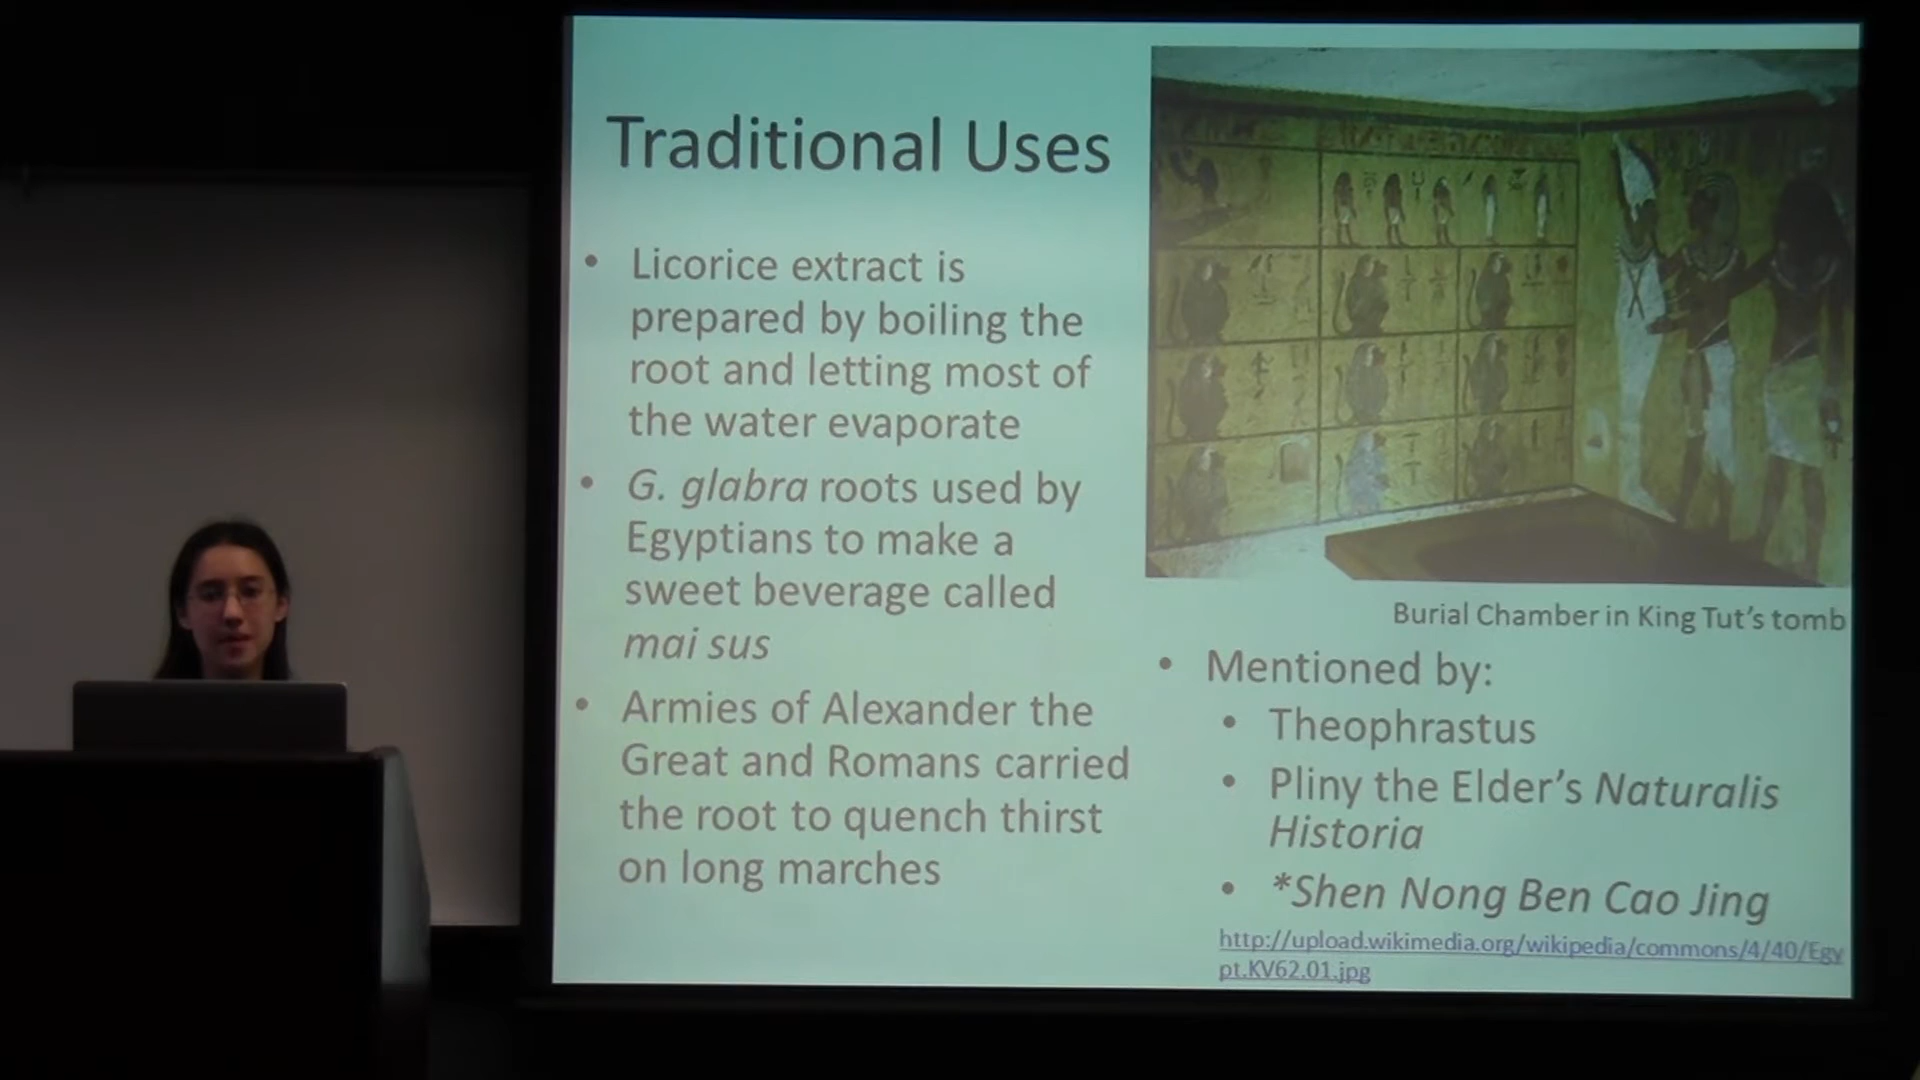 Traditional Uses
• Licorice extract is
prepared by boiling the
root and letting most of
the water evaporate
• G. glabra roots used by
Egyptians to make a
sweet beverage called
mai sus
• Armies of Alexander the
Great and Romans carried
the root to quench thirst
on long marches
Burial Chamber in King Tut's tomb
• Mentioned by:
• Theophrastus
• Pliny the Elder's Naturalis
Historia
• *Shen Nong Ben Cao Jing
http://upload.wikimedia.org/wikipedia/commons/4/40/Egy
pt.KV62.01.jpg